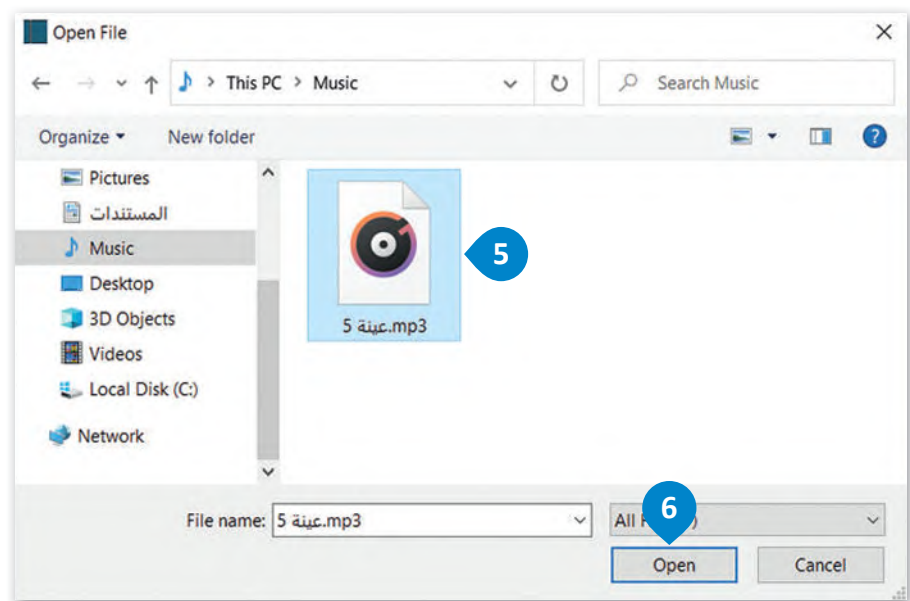 Open File
This PC > Music
Search Music
Organize
New folder
Pictures
المستندات
Music
Desktop
3D Objects
Videos
Local Disk (C:)
Network
عينة 5.mp3
5
File name: عينة 5.mp3
All
6
Open
Cancel